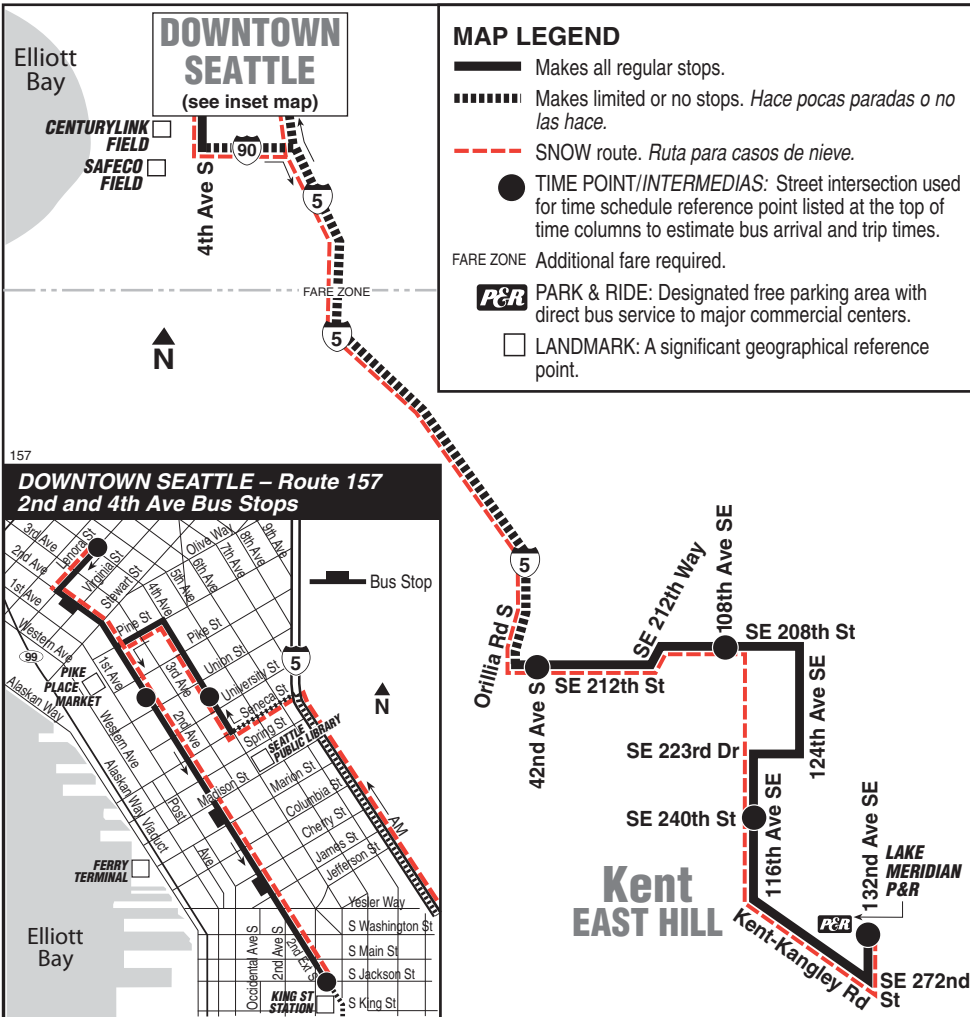 Elliott
Bay
DOWNTOWN
SEATTLE
(see inset map)
CENTURYLINK
FIELD
SAFECO
FIELD
4th Ave S
90
5
FARE ZONE
5
N
MAP LEGEND
Makes all regular stops.
Makes limited or no stops. Hace pocas paradas o no
las hace.
SNOW route. Ruta para casos de nieve.
TIME POINT/INTERMEDIAS: Street intersection used
for time schedule reference point listed at the top of
time columns to estimate bus arrival and trip times.
FARE ZONE Additional fare required.
P&R PARK & RIDE: Designated free parking area with
direct bus service to major commercial centers.
LANDMARK: A significant geographical reference
point.
157
DOWNTOWN SEATTLE – Route 157
2nd and 4th Ave Bus Stops
3rd Ave
2nd Ave
1st Ave
Western Ave
Lenora St
Virginia St
Stewart St
Olive Way
9th Ave
8th Ave
7th Ave
6th Ave
5th Ave
4th Ave
Pine St
Pike St
Union St
University St
Seneca St
Spring St
3rd Ave
2nd Ave
1st Ave
99
PIKE
PLACE
MARKET
Alaskan Way
Western Ave
Alaskan Way Viaduct
Post
Ave
SEATTLE
PUBLIC LIBRARY
Madison St
Marion St
Columbia St
Cherry St
James St
Jefferson St
Yesler Way
S Washington St
S Main St
S Jackson St
S King St
Occidental Ave S
2nd Ave S
2nd Ext S
KING ST
STATION
FERRY
TERMINAL
Elliott
Bay
AM
5
Bus Stop
N
5
Orillia Rd S
42nd Ave S
SE 212th St
SE 212th Way
108th Ave SE
SE 208th St
124th Ave SE
SE 223rd Dr
SE 240th St
116th Ave SE
132nd Ave SE
LAKE
MERIDIAN
P&R
P&R
Kent
EAST HILL
Kent-Kangley Rd
SE 272nd
St